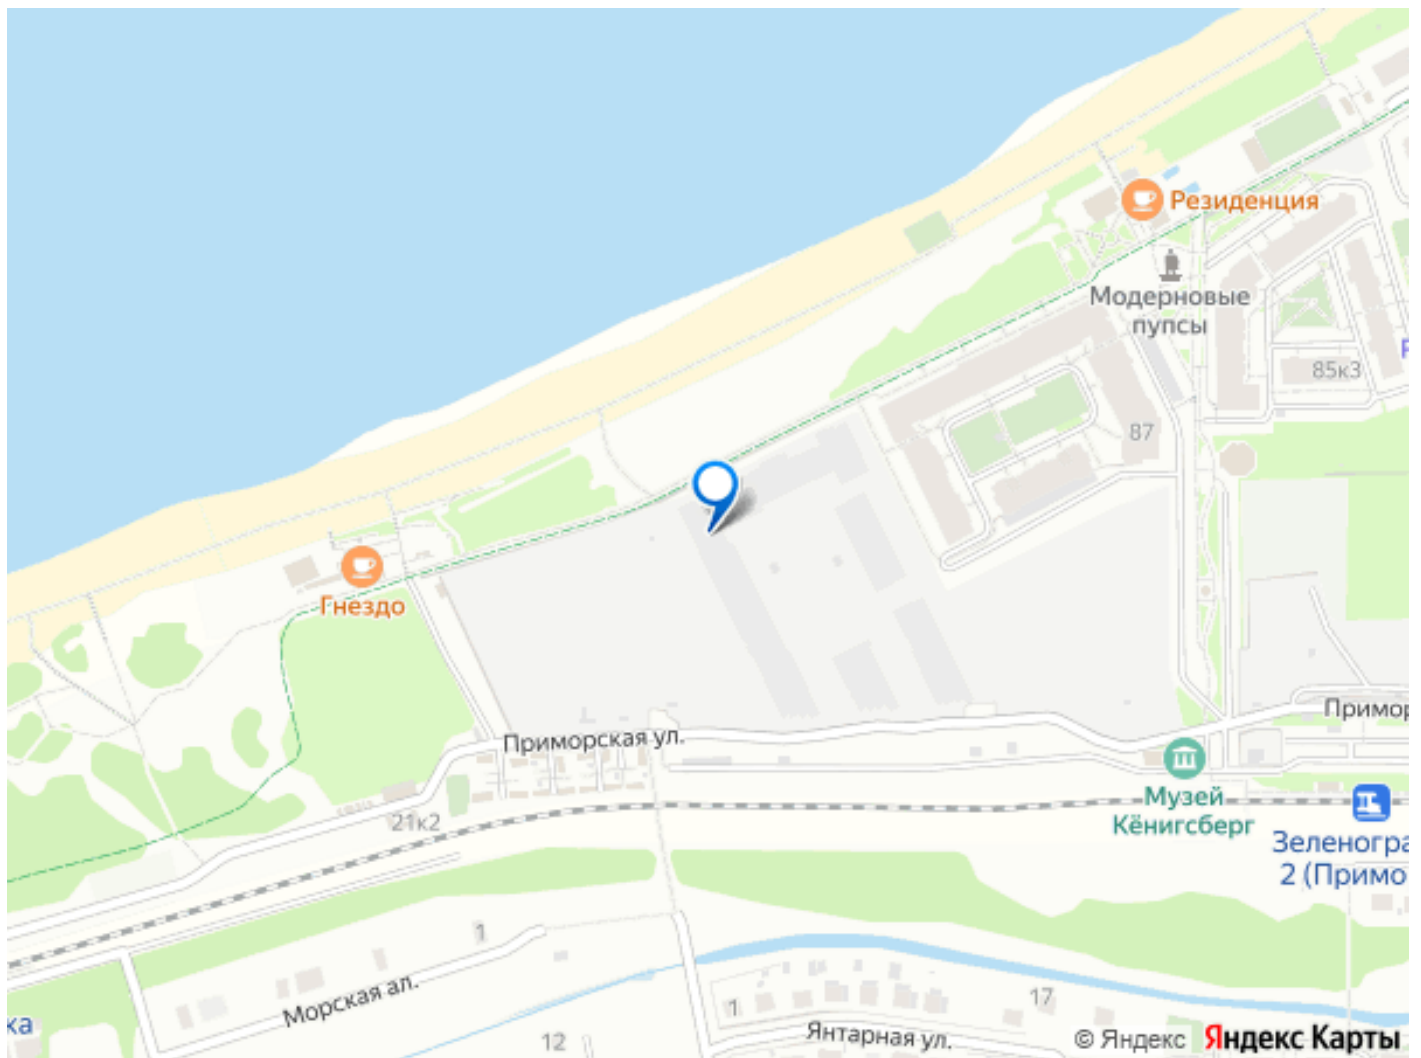 Резиденция
Модерновые
пупсы
Р
85к3
87
Гнездо
Примор
Приморская ул.
Музей
Кёнигсберг
21к2
Зеленогра
2 (Примо
1
Морская ал.
17
1
ха
12
Янтарная ул.
© Яндекс Яндекс Карты